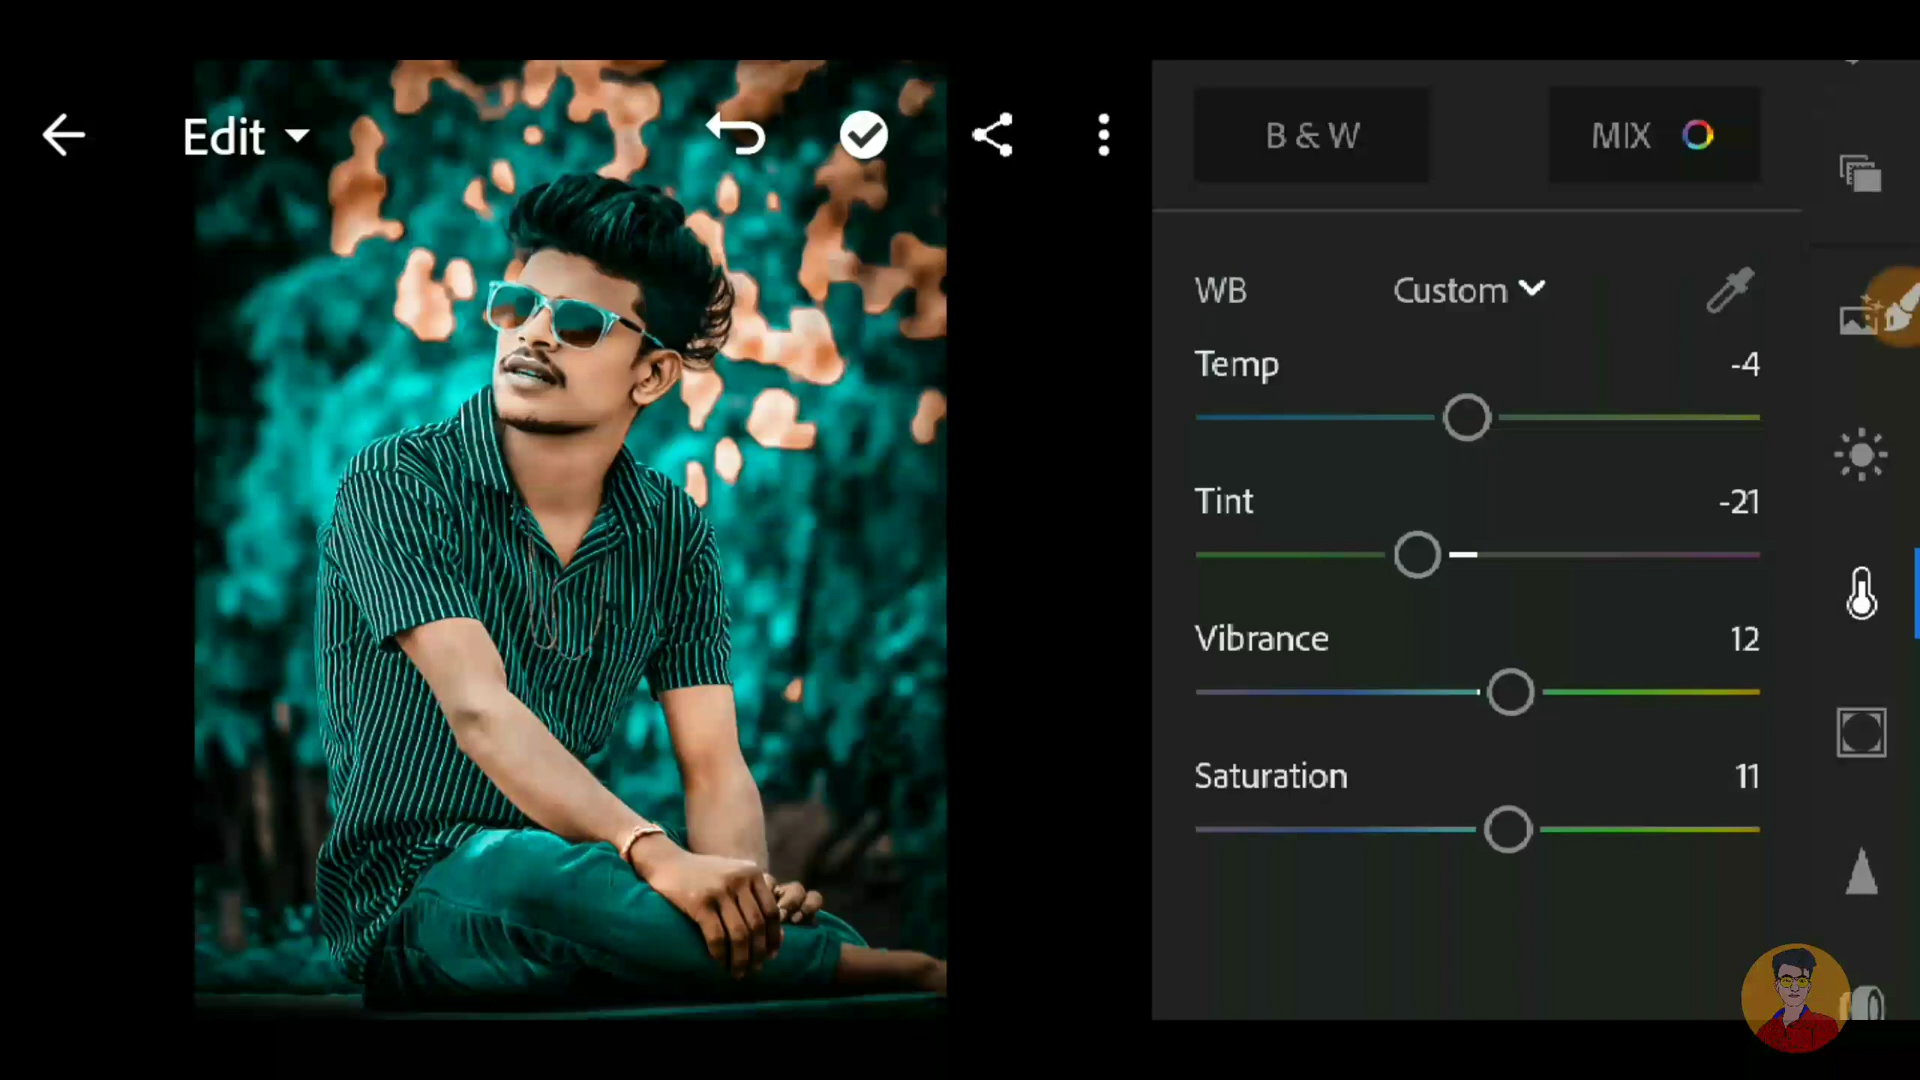 Edit
B & W
MIX
WB
Custom
Temp
-4
Tint
-21
Vibrance
12
Saturation
11